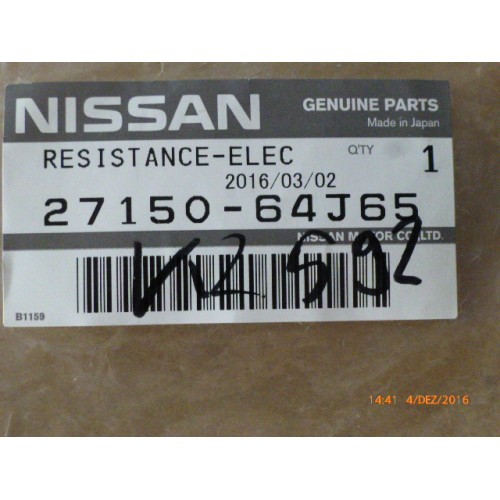 NISSAN
GENUINE PARTS
Made in Japan
RESISTANCE-ELEC
Q'TY 1
2016/03/02
27150-64J65
NISSAN MOTOR CO., LTD.
592
B1159
14:41 4/DEZ/2016